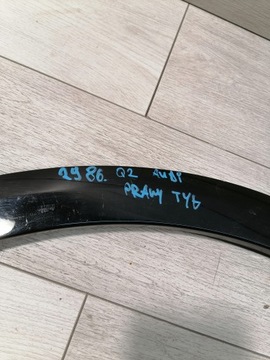 2986. Q2 AUDI
PRAWY TYŁ